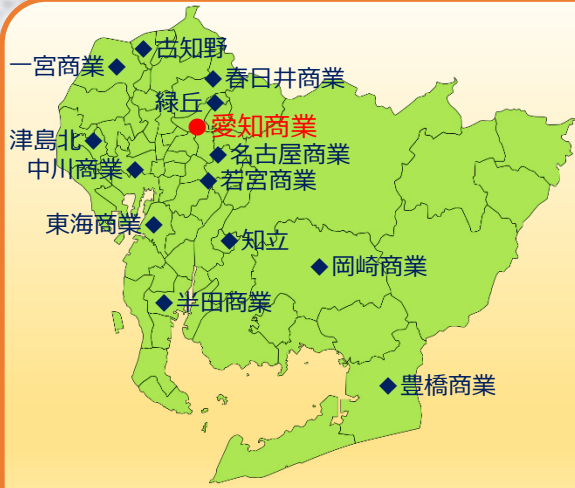 古知野
一宮商業
春日井商業
緑丘
愛知商業
津島北
名古屋商業
中川商業
若宮商業
東海商業
知立
岡崎商業
半田商業
豊橋商業